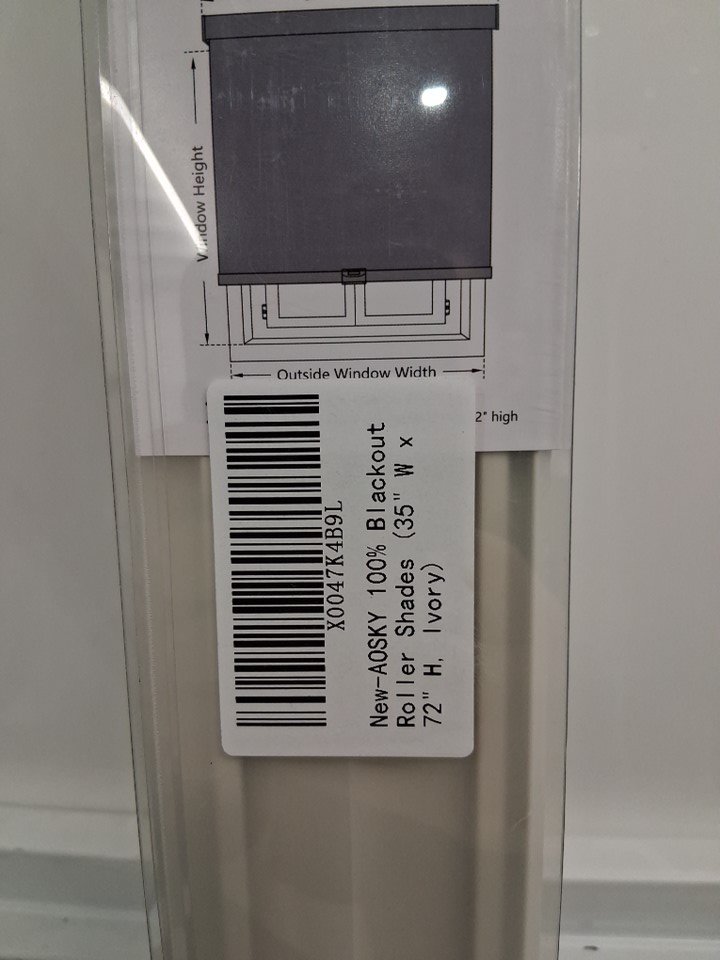 Window Height
Outside Window Width
2" high
X0047K4B9L
New-AOSKY 100% Blackout
Roller Shades (35" W x
72" H, Ivory)